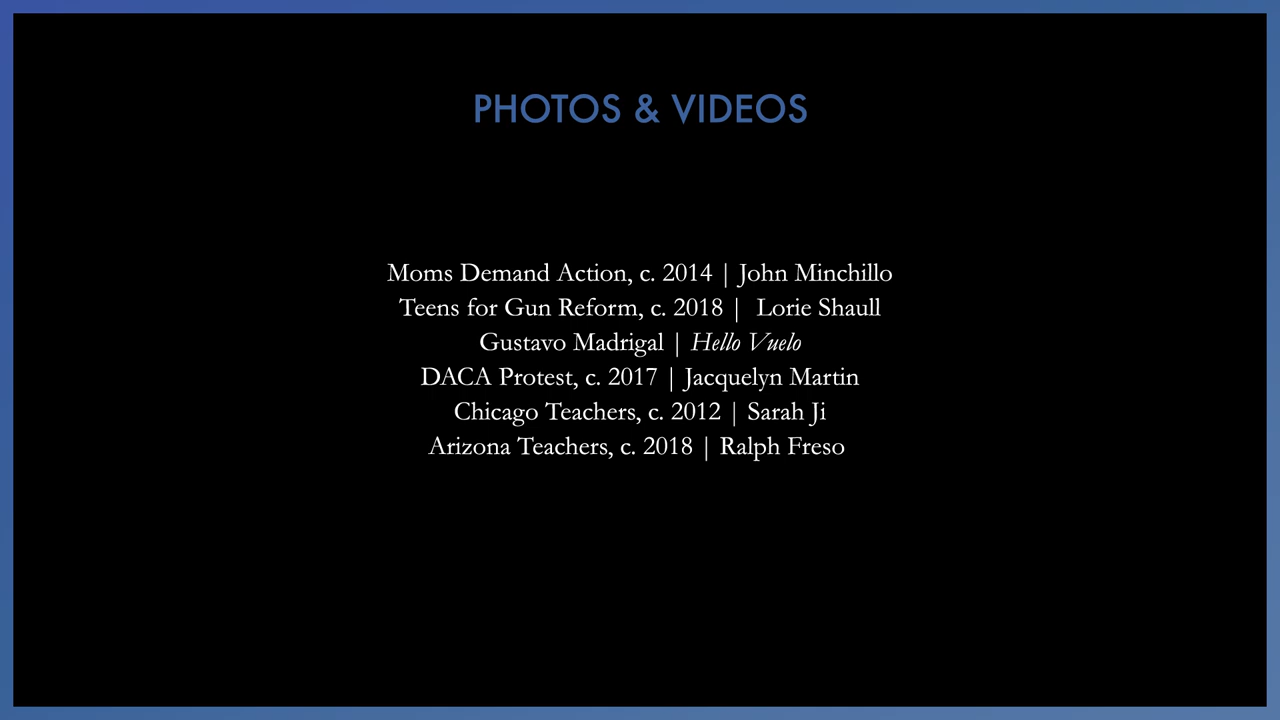 PHOTOS & VIDEOS
Moms Demand Action, c. 2014 | John Minchillo
Teens for Gun Reform, c. 2018 | Lorie Shaull
Gustavo Madrigal | Hello Vuelo
DACA Protest, c. 2017 | Jacquelyn Martin
Chicago Teachers, c. 2012 | Sarah Ji
Arizona Teachers, c. 2018 | Ralph Freso